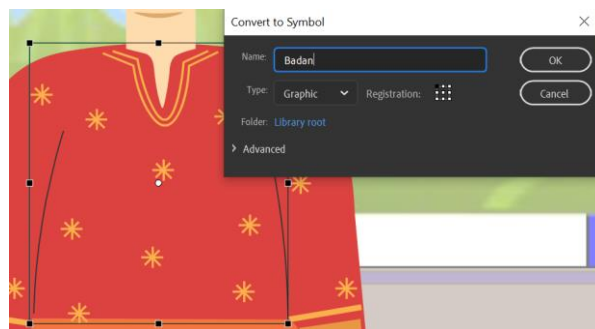 Convert to Symbol
Name: Badan OK
Type: Graphic Registration: Cancel
Folder: Library root
Advanced